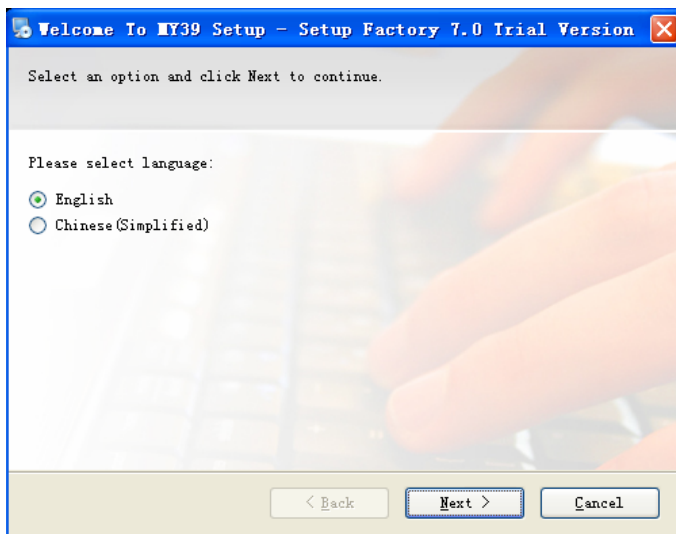 Welcome To MY39 Setup - Setup Factory 7.0 Trial Version
Select an option and click Next to continue.
Please select language:
English
Chinese(Simplified)
< Back
Next >
Cancel